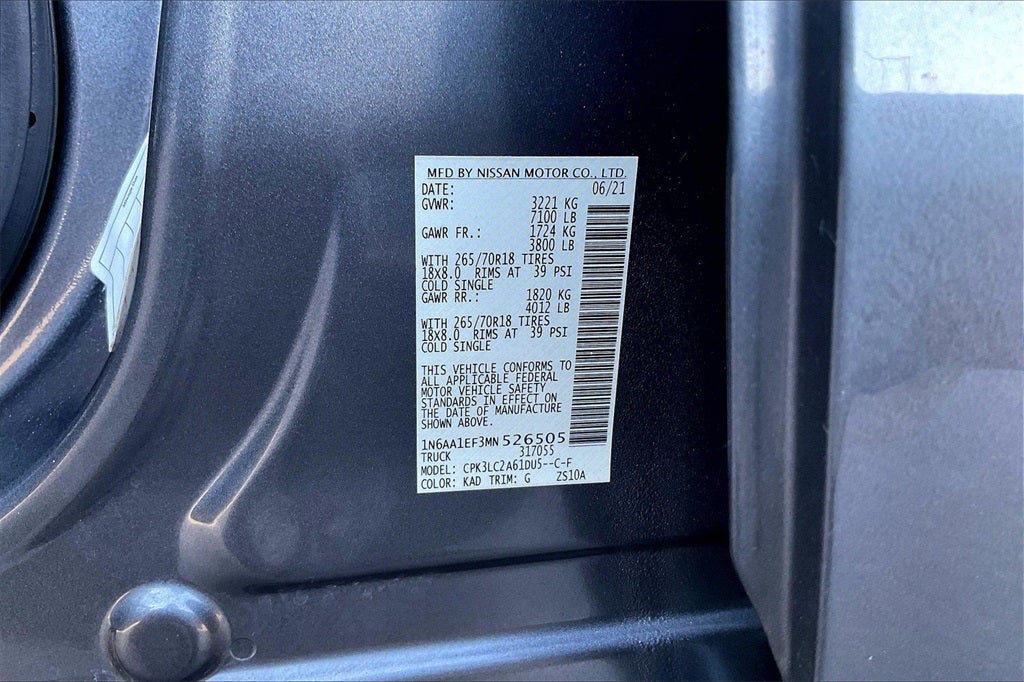 MFD BY NISSAN MOTOR CO., LTD.
DATE: 06/21
GVWR: 3221 KG
7100 LB
GAWR FR.: 1724 KG
3800 LB
WITH 265/70R18 TIRES
18X8.0 RIMS AT 39 PSI
COLD SINGLE
GAWR RR.: 1820 KG
4012 LB
WITH 265/70R18 TIRES
18X8.0 RIMS AT 39 PSI
COLD SINGLE
THIS VEHICLE CONFORMS TO
ALL APPLICABLE FEDERAL
MOTOR VEHICLE SAFETY
STANDARDS IN EFFECT ON
THE DATE OF MANUFACTURE
SHOWN ABOVE.
1N6AA1EF3MN526505
TRUCK 317055
MODEL: CPK3LC2A61DU5--C-F
COLOR: KAD TRIM: G ZS10A